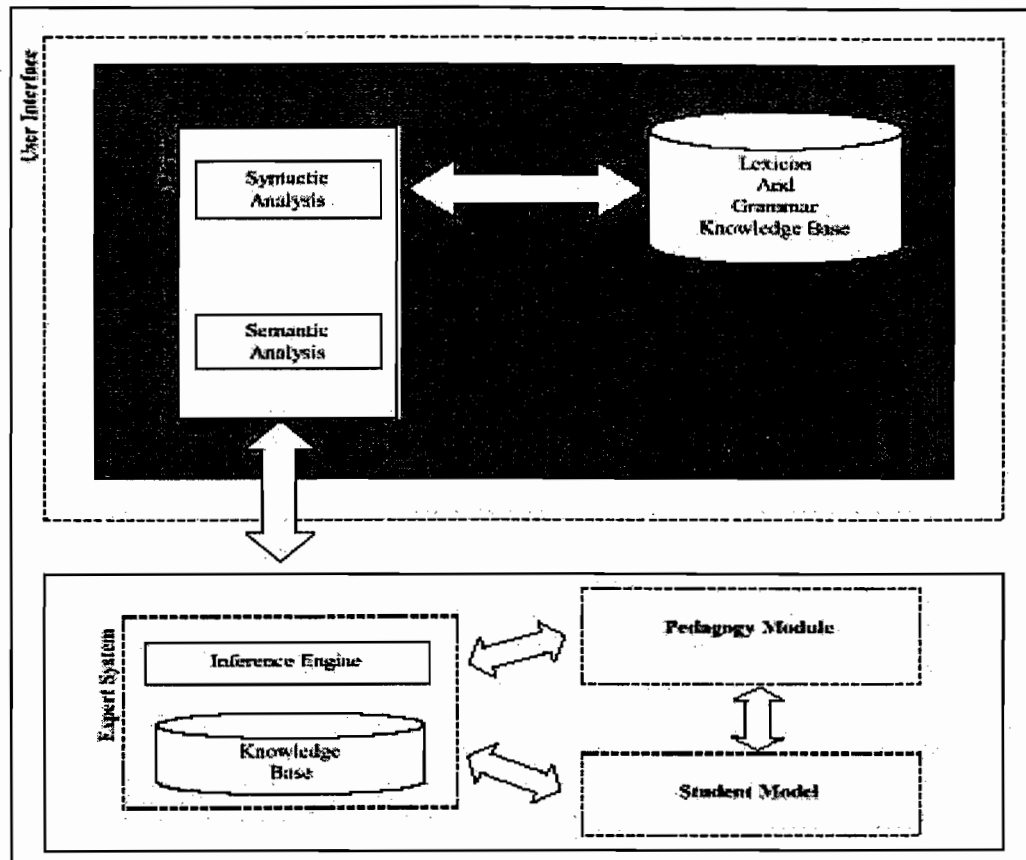 User Interface
Syntactic
Analysis
Lexicon
And
Grammar
Knowledge Base
Semantic
Analysis
Expert System
Inference Engine
Knowledge
Base
Pedagogy Module
Student Model